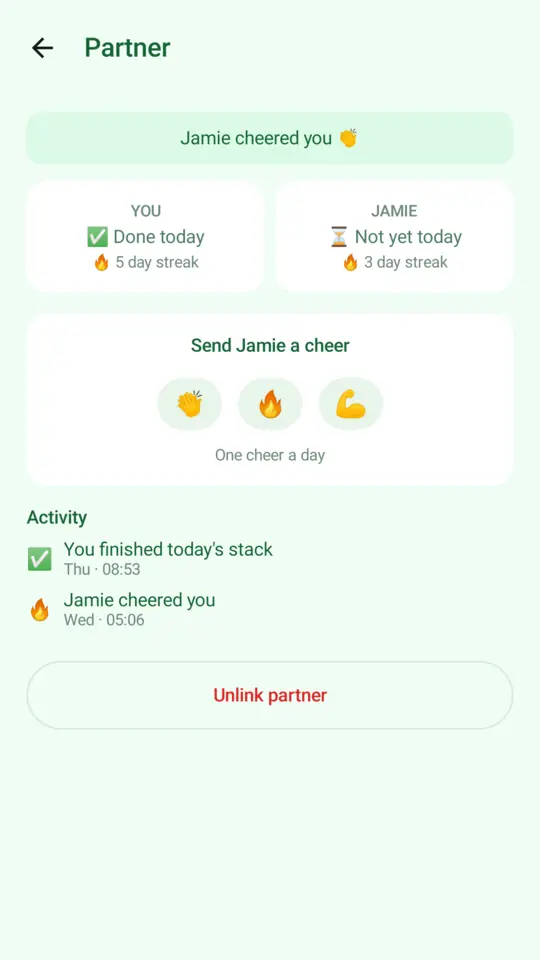 Partner
Jamie cheered you 👏
YOU
✅ Done today
🔥 5 day streak
JAMIE
⏳ Not yet today
🔥 3 day streak
Send Jamie a cheer
👏 🔥 💪
One cheer a day
Activity
✅ You finished today's stack
Thu · 08:53
🔥 Jamie cheered you
Wed · 05:06
Unlink partner